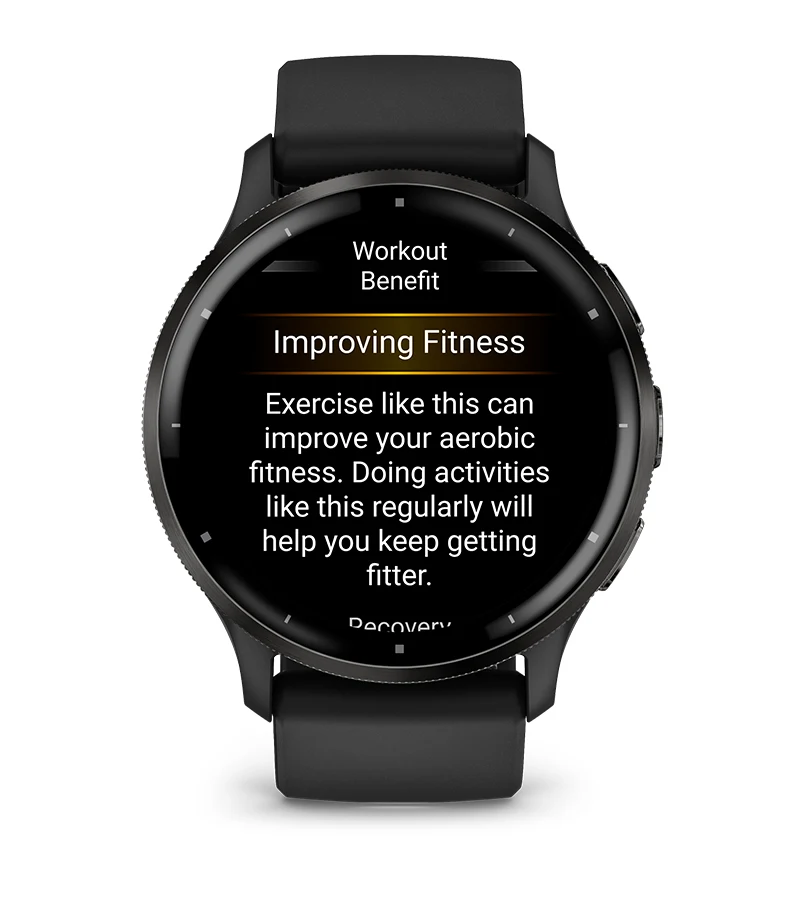 Workout
Benefit
Improving Fitness
Exercise like this can
improve your aerobic
fitness. Doing activities
like this regularly will
help you keep getting
fitter.
Recovery